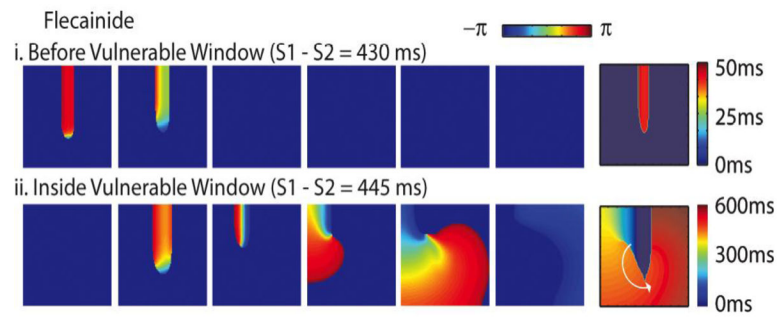 Flecainide
−π π
i. Before Vulnerable Window (S1 - S2 = 430 ms)
50ms
25ms
0ms
ii. Inside Vulnerable Window (S1 - S2 = 445 ms)
600ms
300ms
0ms